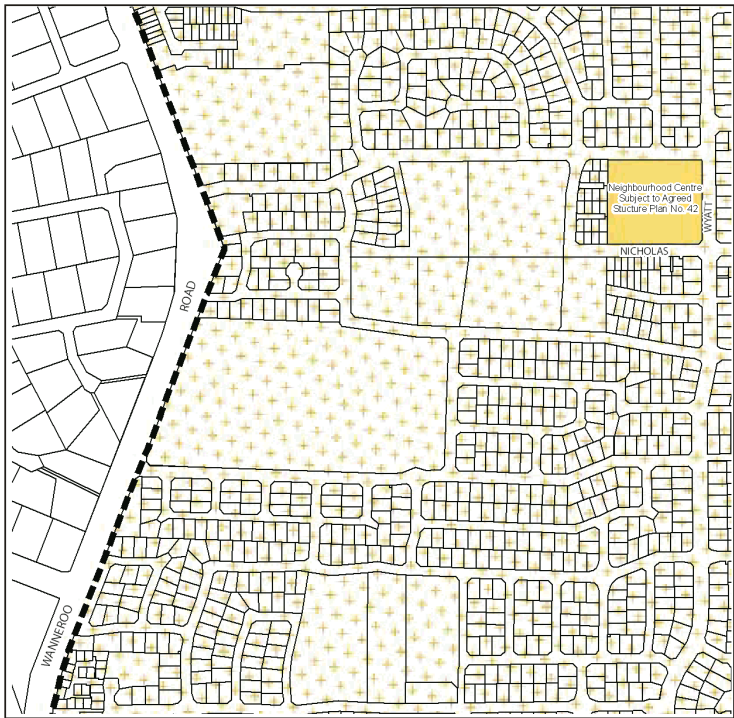 Neighbourhood Centre
Subject to Agreed
Stucture Plan No. 42
WYATT
NICHOLAS
ROAD
WANNEROO